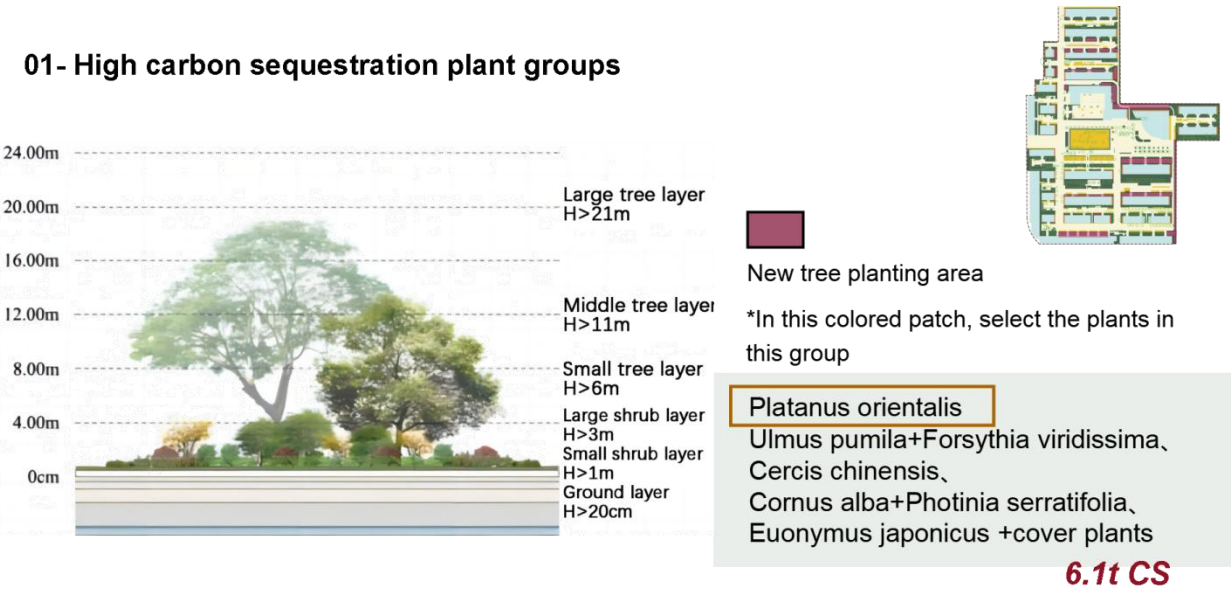 01- High carbon sequestration plant groups
24.00m
20.00m
16.00m
12.00m
8.00m
4.00m
0cm
Large tree layer
H>21m
Middle tree layer
H>11m
Small tree layer
H>6m
Large shrub layer
H>3m
Small shrub layer
H>1m
Ground layer
H>20cm
New tree planting area
*In this colored patch, select the plants in
this group
Platanus orientalis
Ulmus pumila+Forsythia viridissima、
Cercis chinensis、
Cornus alba+Photinia serratifolia、
Euonymus japonicus +cover plants
6.1t CS